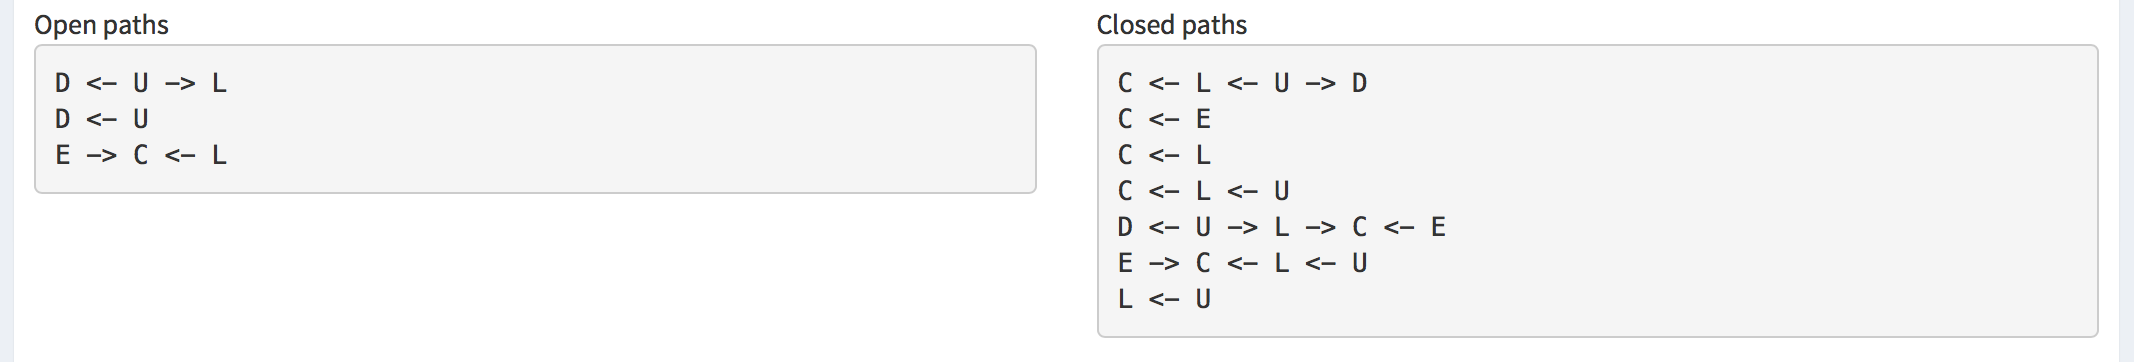 Open paths
D <- U -> L
D <- U
E -> C <- L
Closed paths
C <- L <- U -> D
C <- E
C <- L
C <- L <- U
D <- U -> L -> C <- E
E -> C <- L <- U
L <- U